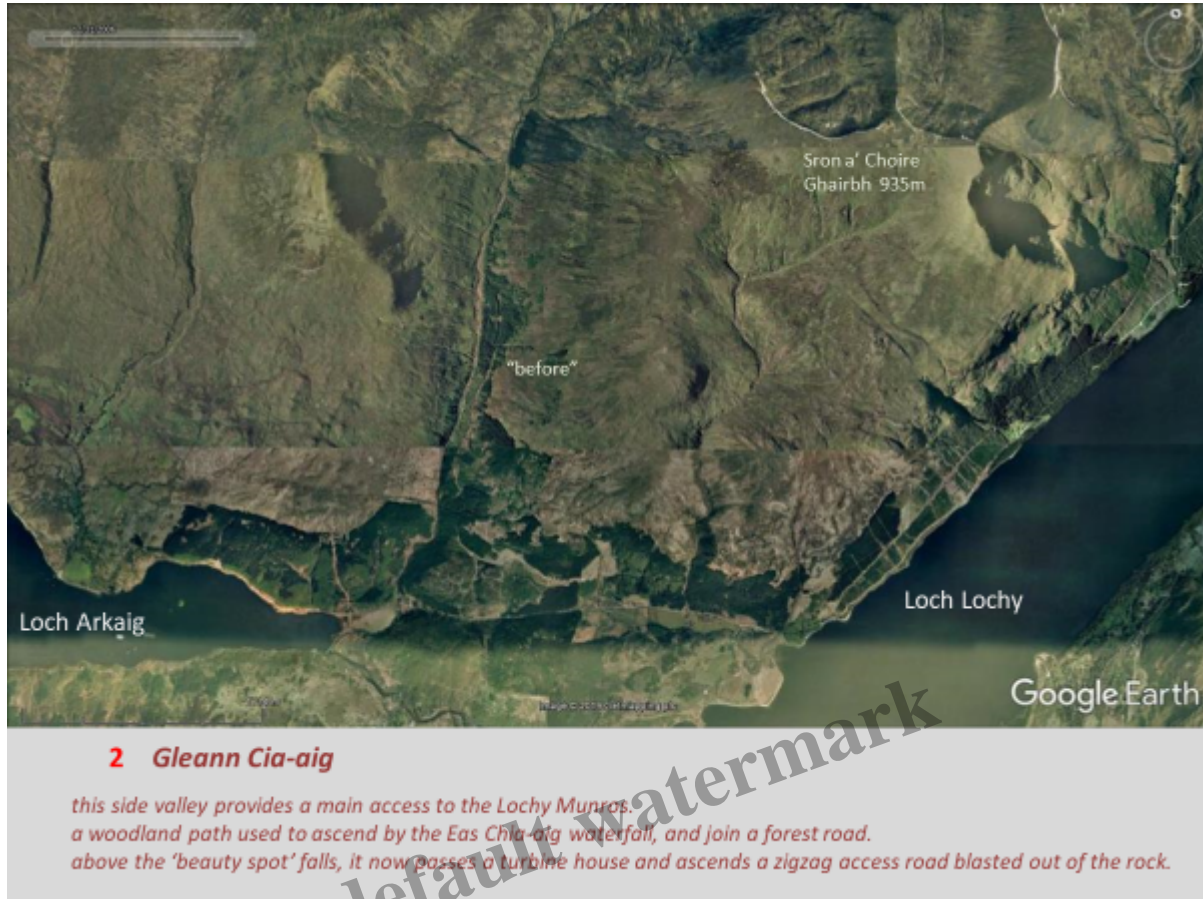 Sron a' Choire
Ghairbh 935m
"before"
Loch Arkaig
Loch Lochy
Google Earth
2 Gleann Cia-aig
this side valley provides a main access to the Lochy Munros.
a woodland path used to ascend by the Eas Chia-aig waterfall, and join a forest road.
above the 'beauty spot' falls, it now passes a turbine house and ascends a zigzag access road blasted out of the rock.
default watermark